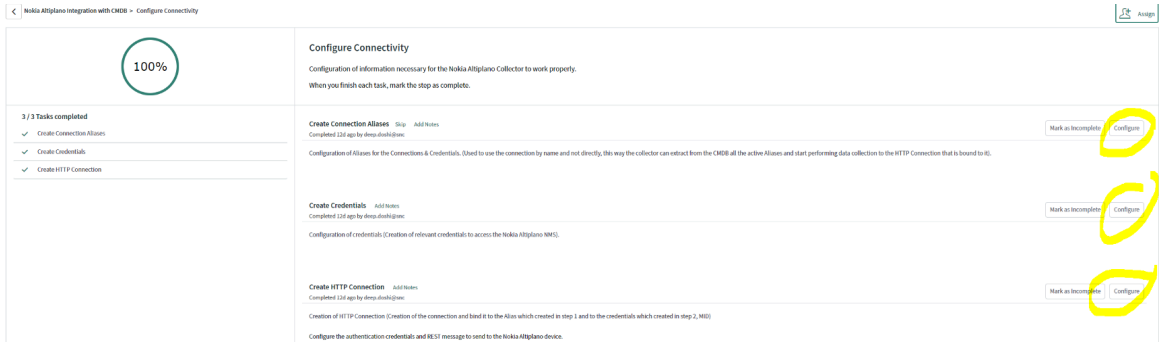 Nokia Altiplano Integration with CMDB > Configure Connectivity
Assign
100%
3 / 3 Tasks completed
Create Connection Aliases
Create Credentials
Create HTTP Connection
Configure Connectivity
Configuration of information necessary for the Nokia Altiplano Collector to work properly.
When you finish each task, mark the step as complete.
Create Connection Aliases Skip Add Notes
Completed 12d ago by deep.doshi@snc
Mark as Incomplete Configure
Configuration of Aliases for the Connections & Credentials. (Used to use the connection by name and not directly, this way the collector can extract from the CMDB all the active Aliases and start performing data collection to the HTTP Connection that is bound to it).
Create Credentials Add Notes
Completed 12d ago by deep.doshi@snc
Mark as Incomplete Configure
Configuration of credentials (Creation of relevant credentials to access the Nokia Altiplano NMS).
Create HTTP Connection Add Notes
Completed 12d ago by deep.doshi@snc
Mark as Incomplete Configure
Creation of HTTP Connection (Creation of the connection and bind it to the Alias which created in step 1 and to the credentials which created in step 2, MID)
Configure the authentication credentials and REST message to send to the Nokia Altiplano device.